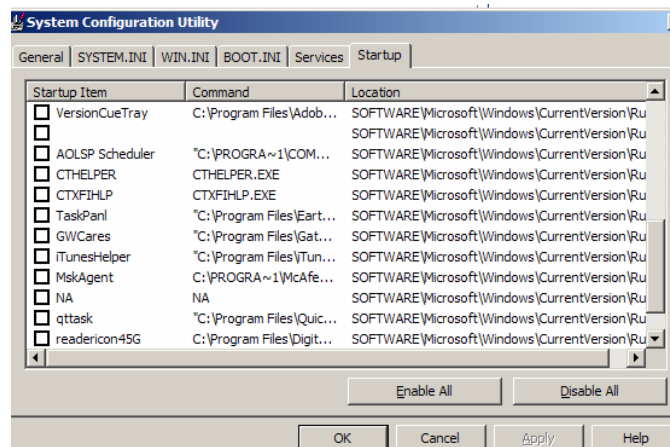 System Configuration Utility
General SYSTEM.INI WIN.INI BOOT.INI Services Startup
Startup Item Command Location
VersionCueTray C:\Program Files\Adob... SOFTWARE\Microsoft\Windows\CurrentVersion\Ru
SOFTWARE\Microsoft\Windows\CurrentVersion\Ru
AOLSP Scheduler "C:\PROGRA~1\COM... SOFTWARE\Microsoft\Windows\CurrentVersion\Ru
CTHELPER CTHELPER.EXE SOFTWARE\Microsoft\Windows\CurrentVersion\Ru
CTXFIHLP CTXFIHLP.EXE SOFTWARE\Microsoft\Windows\CurrentVersion\Ru
TaskPanl "C:\Program Files\Eart... SOFTWARE\Microsoft\Windows\CurrentVersion\Ru
GWCares "C:\Program Files\Gat... SOFTWARE\Microsoft\Windows\CurrentVersion\Ru
iTunesHelper "C:\Program Files\iTun... SOFTWARE\Microsoft\Windows\CurrentVersion\Ru
MskAgent C:\PROGRA~1\McAfe... SOFTWARE\Microsoft\Windows\CurrentVersion\Ru
NA NA SOFTWARE\Microsoft\Windows\CurrentVersion\Ru
qttask "C:\Program Files\Quic... SOFTWARE\Microsoft\Windows\CurrentVersion\Ru
readericon45G C:\Program Files\Digit... SOFTWARE\Microsoft\Windows\CurrentVersion\Ru
Enable All Disable All
OK Cancel Apply Help